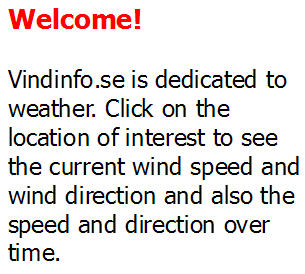 Welcome!
Vindinfo.se is dedicated to
weather. Click on the
location of interest to see
the current wind speed and
wind direction and also the
speed and direction over
time.